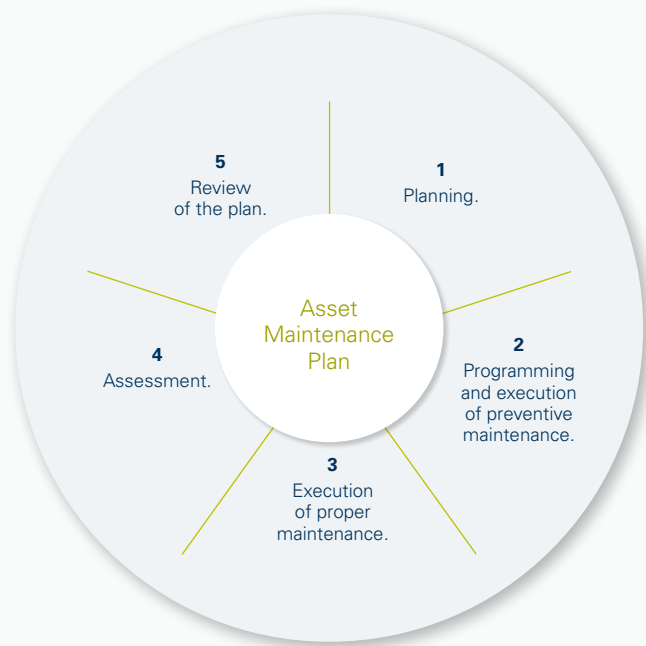 Asset
Maintenance
Plan
1
Planning.
2
Programming
and execution
of preventive
maintenance.
3
Execution
of proper
maintenance.
4
Assessment.
5
Review
of the plan.